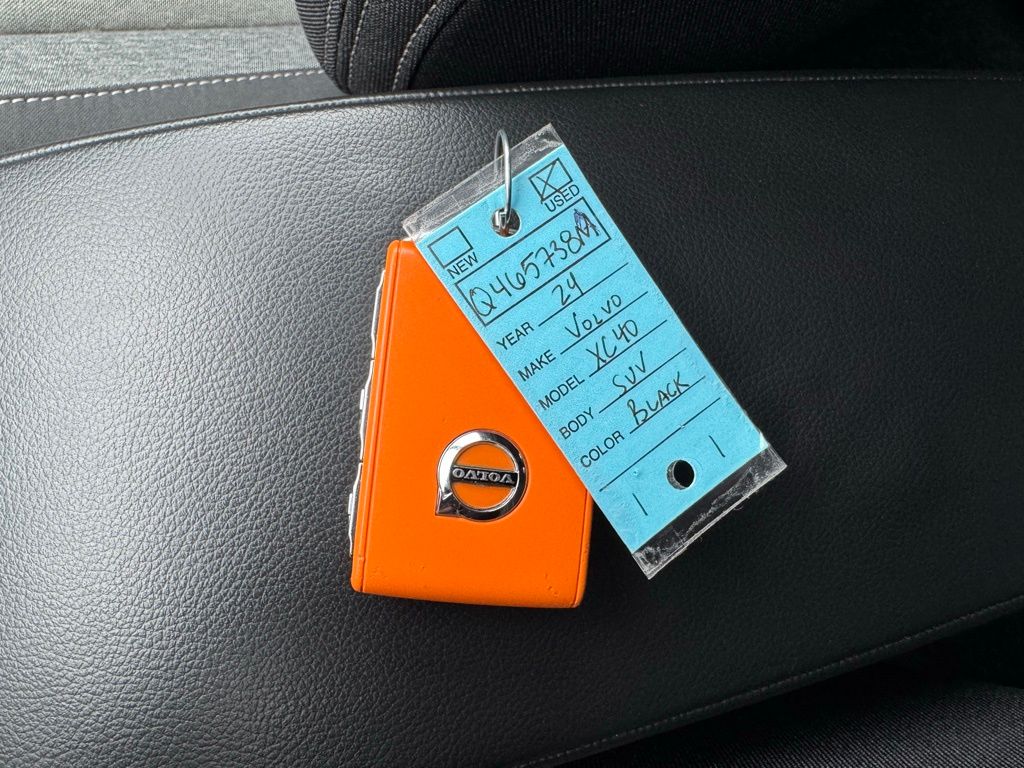 NEW
USED
Q465738M
YEAR 24
MAKE VOLVO
MODEL XC40
BODY SUV
COLOR BLACK
VOLVO